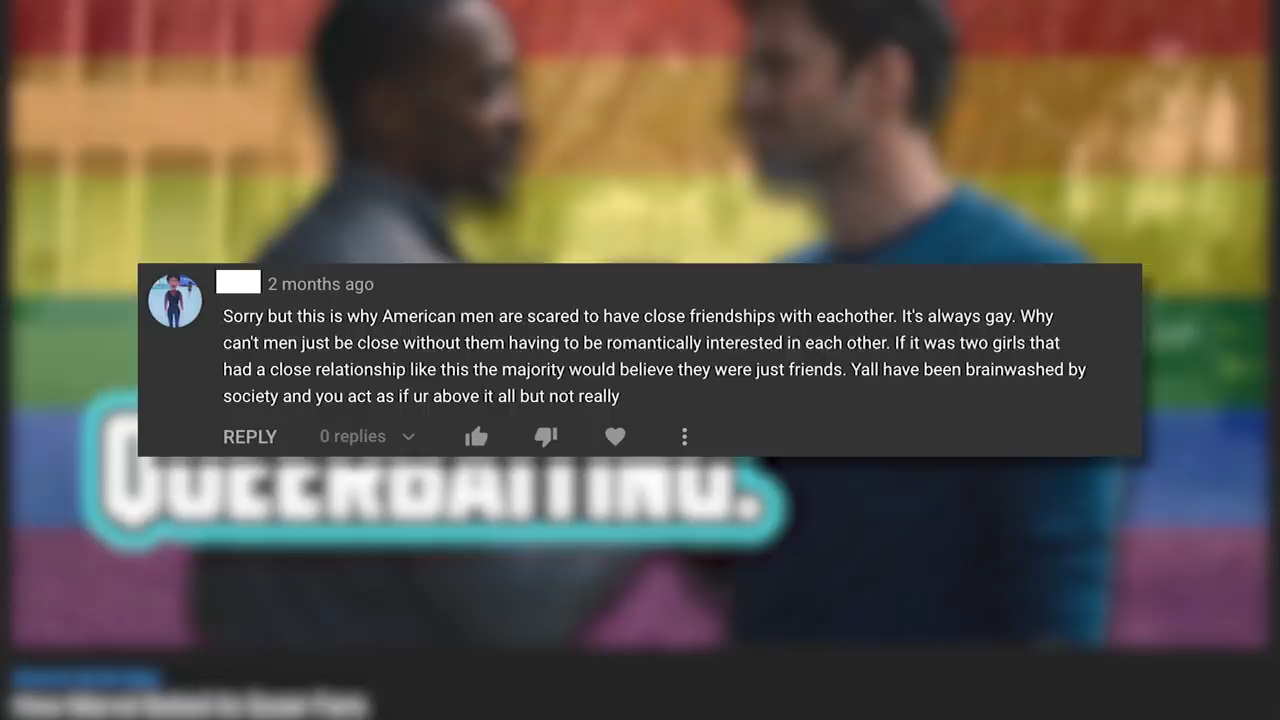 2 months ago
Sorry but this is why American men are scared to have close friendships with eachother. It's always gay. Why
can't men just be close without them having to be romantically interested in each other. If it was two girls that
had a close relationship like this the majority would believe they were just friends. Yall have been brainwashed by
society and you act as if ur above it all but not really
REPLY 0 replies
QUEERBAITING.